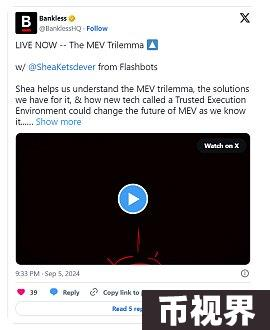 B
Bankless
@BanklessHQ · Follow
X
LIVE NOW -- The MEV Trilemma
w/ @SheaKetsdever from Flashbots
Shea helps us understand the MEV trilemma, the solutions
we have for it, & how new tech called a Trusted Execution
Environment could change the future of MEV as we know
it...... Show more
Watch on X
9:33 PM · Sep 5, 2024
39 Reply Copy link to
Read 5 rep
币视界